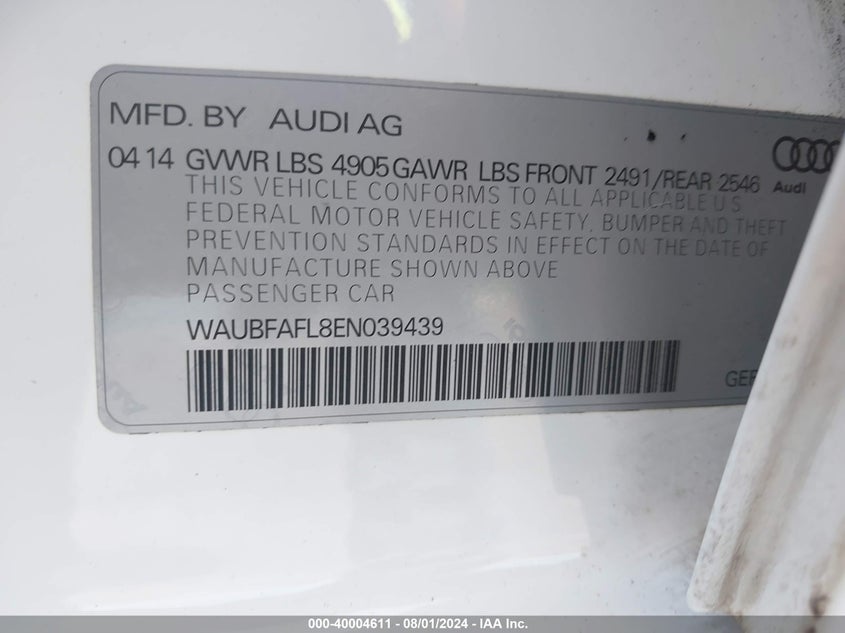 MFD. BY AUDI AG
04 14 GVWR LBS 4905 GAWR LBS FRONT 2491/REAR 2546
Audi
THIS VEHICLE CONFORMS TO ALL APPLICABLE U S
FEDERAL MOTOR VEHICLE SAFETY, BUMPER AND THEFT
PREVENTION STANDARDS IN EFFECT ON THE DATE OF
MANUFACTURE SHOWN ABOVE
PASSENGER CAR
WAUBFAFL8EN039439
000-40004611 - 08/01/2024 - IAA Inc.